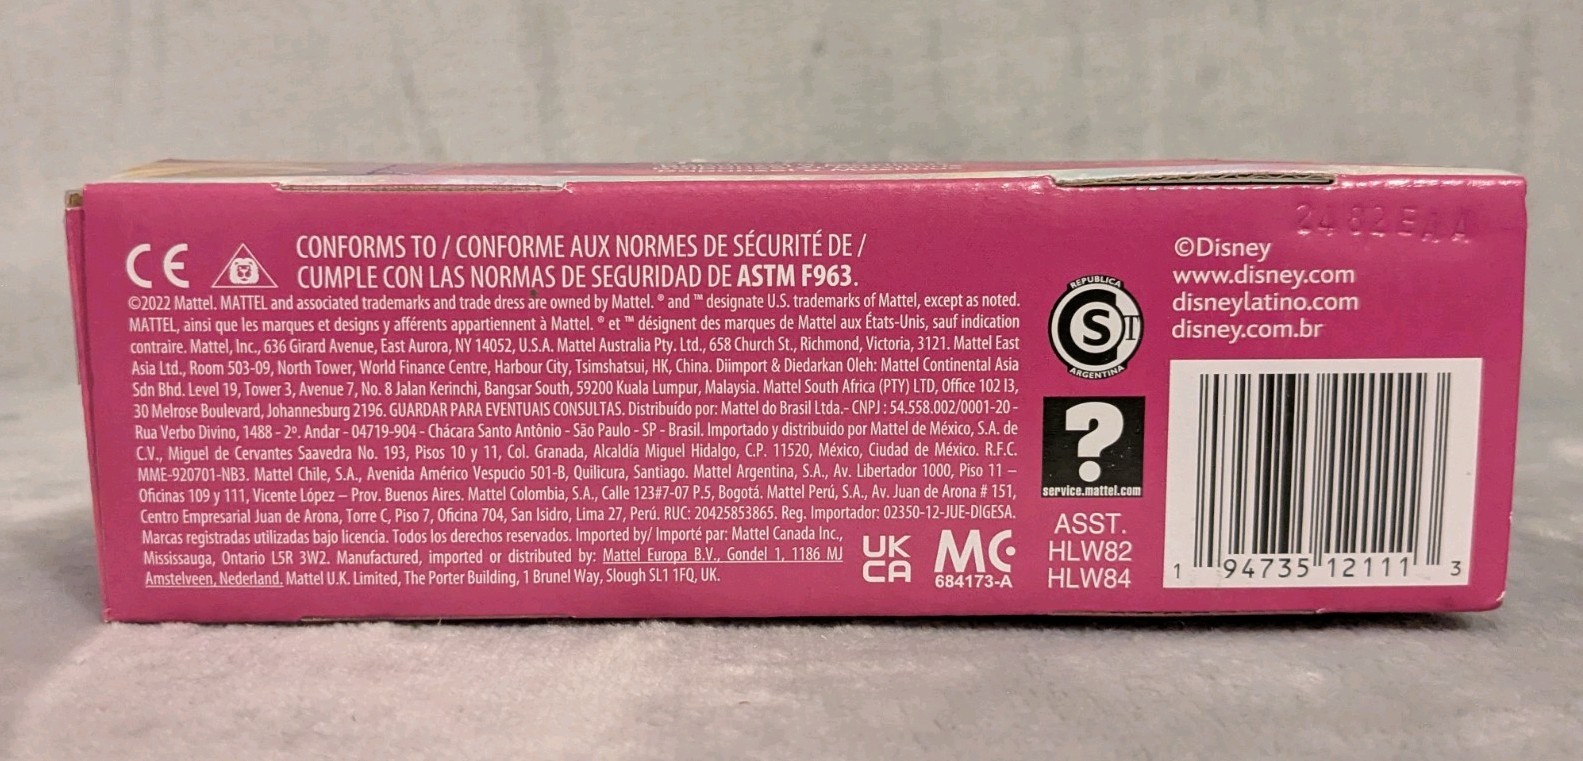 2482E
CE
CONFORMS TO / CONFORME AUX NORMES DE SÉCURITÉ DE /
CUMPLE CON LAS NORMAS DE SEGURIDAD DE ASTM F963.
©2022 Mattel. MATTEL and associated trademarks and trade dress are owned by Mattel. ® and ™ designate U.S. trademarks of Mattel, except as noted.
MATTEL, ainsi que les marques et designs y afférents appartiennent à Mattel. ® et ™ désignent des marques de Mattel aux États-Unis, sauf indication
contraire. Mattel, Inc., 636 Girard Avenue, East Aurora, NY 14052, U.S.A. Mattel Australia Pty. Ltd., 658 Church St., Richmond, Victoria, 3121. Mattel East
Asia Ltd., Room 503-09, North Tower, World Finance Centre, Harbour City, Tsimshatsui, HK, China. Diimport & Diedarkan Oleh: Mattel Continental Asia
Sdn Bhd. Level 19, Tower 3, Avenue 7, No. 8 Jalan Kerinchi, Bangsar South, 59200 Kuala Lumpur, Malaysia. Mattel South Africa (PTY) LTD, Office 102 I3,
30 Melrose Boulevard, Johannesburg 2196. GUARDAR PARA EVENTUAIS CONSULTAS. Distribuído por: Mattel do Brasil Ltda.- CNPJ : 54.558.002/0001-20 -
Rua Verbo Divino, 1488 - 2º. Andar - 04719-904 - Chácara Santo Antônio - São Paulo - SP - Brasil. Importado y distribuido por Mattel de México, S.A. de
C.V., Miguel de Cervantes Saavedra No. 193, Pisos 10 y 11, Col. Granada, Alcaldía Miguel Hidalgo, C.P. 11520, México, Ciudad de México. R.F.C.
MME-920701-NB3. Mattel Chile, S.A., Avenida Américo Vespucio 501-B, Quilicura, Santiago. Mattel Argentina, S.A., Av. Libertador 1000, Piso 11 –
Oficinas 109 y 111, Vicente López – Prov. Buenos Aires. Mattel Colombia, S.A., Calle 123#7-07 P.5, Bogotá. Mattel Perú, S.A., Av. Juan de Arona # 151,
Centro Empresarial Juan de Arona, Torre C, Piso 7, Oficina 704, San Isidro, Lima 27, Perú. RUC: 20425853865. Reg. Importador: 02350-12-JUE-DIGESA.
Marcas registradas utilizadas bajo licencia. Todos los derechos reservados. Imported by/ Importé par: Mattel Canada Inc.,
Mississauga, Ontario L5R 3W2. Manufactured, imported or distributed by: Mattel Europa B.V., Gondel 1, 1186 MJ
Amstelveen, Nederland. Mattel U.K. Limited, The Porter Building, 1 Brunel Way, Slough SL1 1FQ, UK.
UK
CA
MC
684173-A
REPUBLICA
S T
ARGENTINA
?
service.mattel.com
ASST.
HLW82
HLW84
©Disney
www.disney.com
disneylatino.com
disney.com.br
1 94735 12111 3